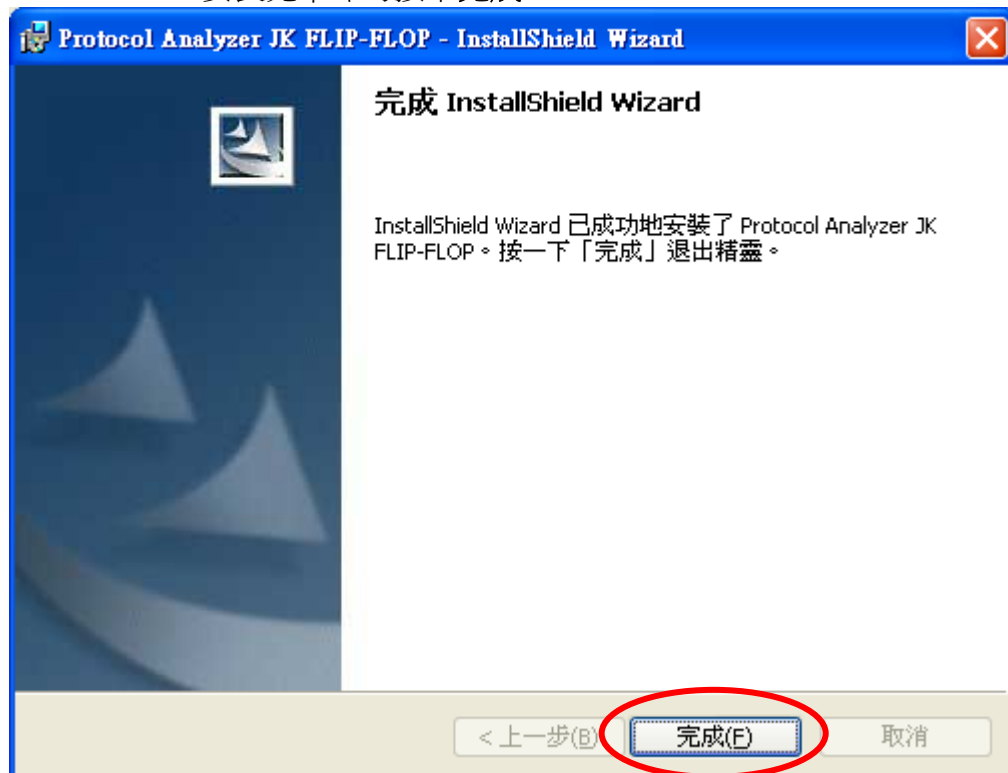 Protocol Analyzer JK FLIP-FLOP - InstallShield Wizard
完成 InstallShield Wizard
InstallShield Wizard 已成功地安裝了 Protocol Analyzer JK
FLIP-FLOP。按一下「完成」退出精靈。
< 上一步(B) 完成(F) 取消